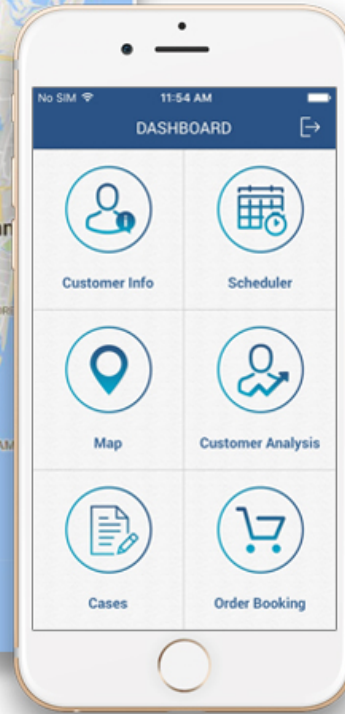 No SIM 11:54 AM
DASHBOARD
Customer Info Scheduler
Map Customer Analysis
Cases Order Booking